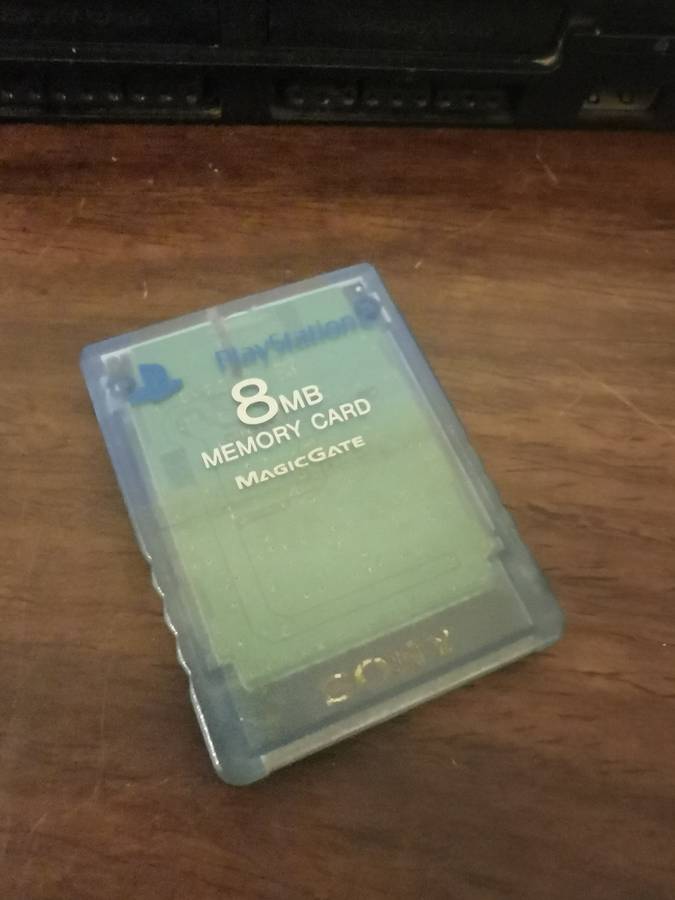 PlayStation 2
8MB
MEMORY CARD
MAGICGATE
SONY